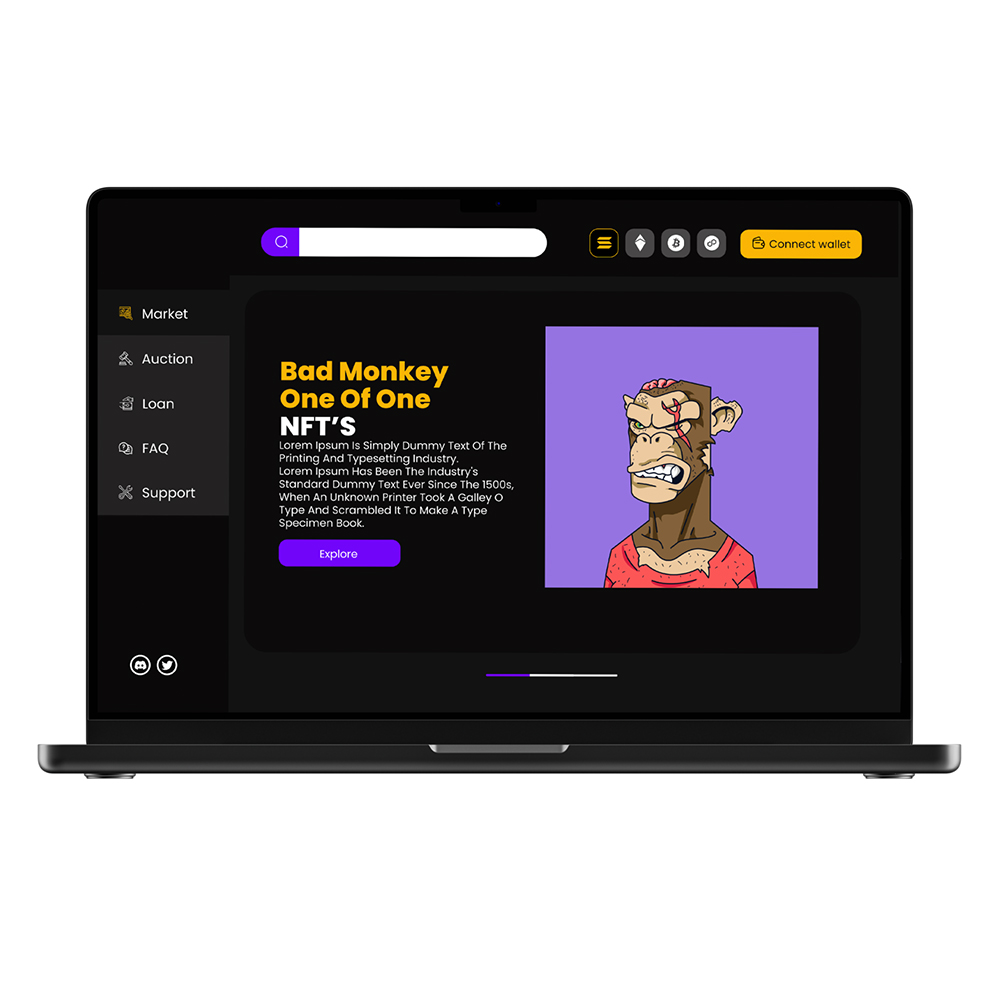 Connect wallet
Market
Auction
Loan
FAQ
Support
Bad Monkey
One Of One
NFT’S
Lorem Ipsum Is Simply Dummy Text Of The
Printing And Typesetting Industry.
Lorem Ipsum Has Been The Industry's
Standard Dummy Text Ever Since The 1500s,
When An Unknown Printer Took A Galley O
Type And Scrambled It To Make A Type
Specimen Book.
Explore